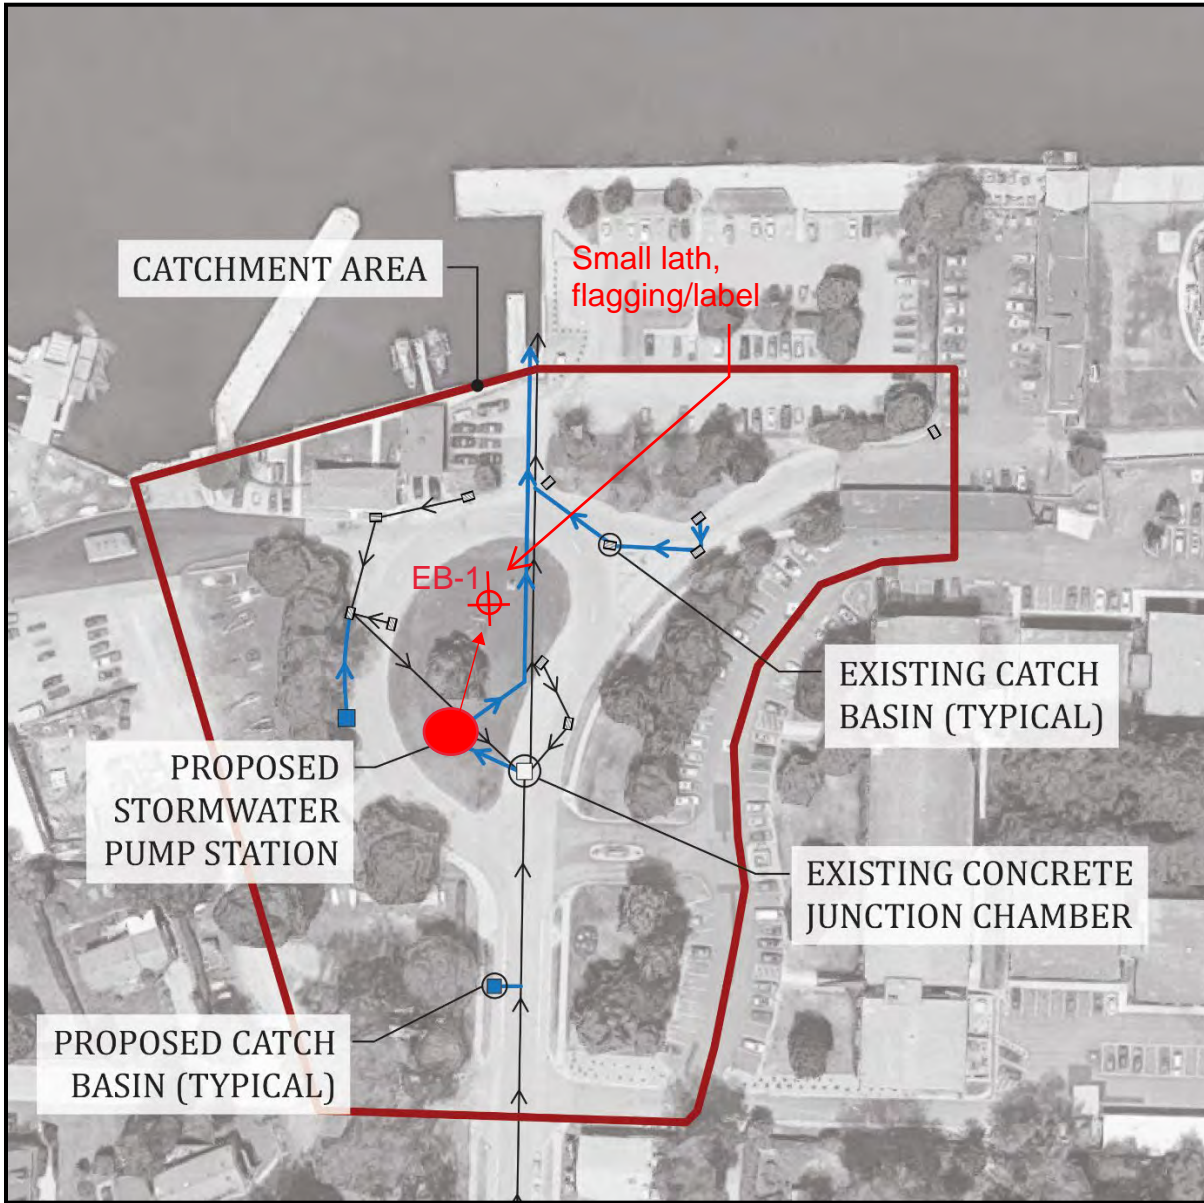 CATCHMENT AREA
Small lath,
flagging/label
EB-1
EXISTING CATCH
BASIN (TYPICAL)
PROPOSED
STORMWATER
PUMP STATION
EXISTING CONCRETE
JUNCTION CHAMBER
PROPOSED CATCH
BASIN (TYPICAL)